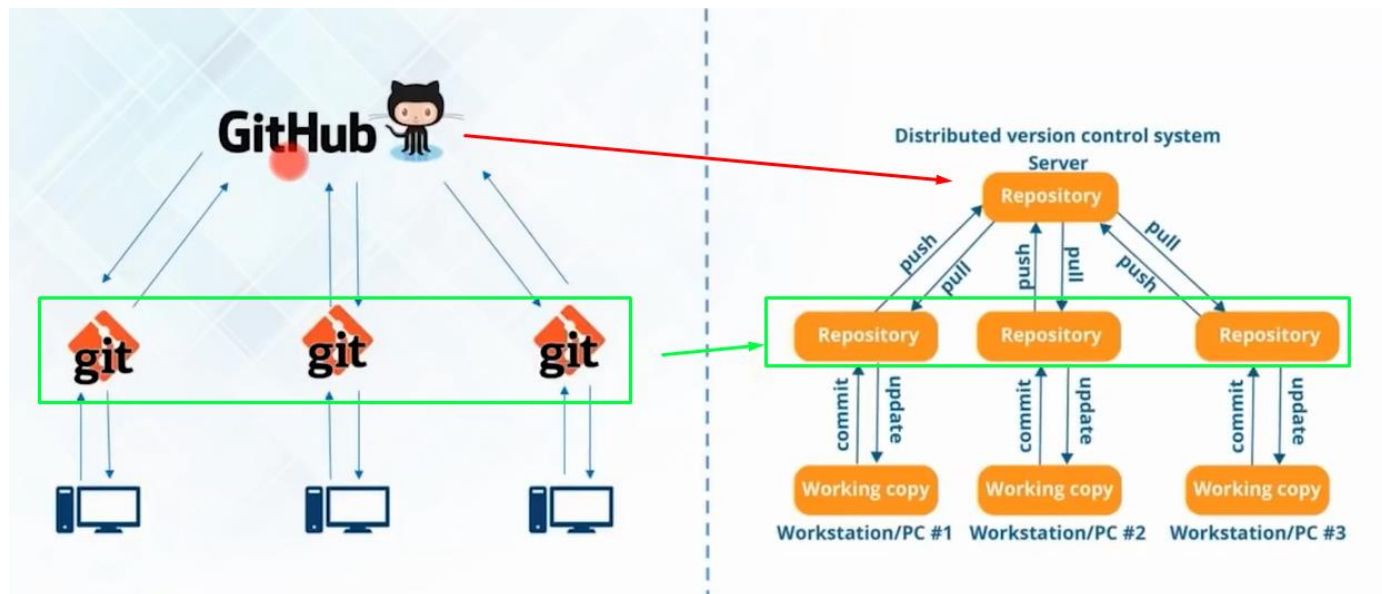 GitHub
git
git
git
Distributed version control system
Server
Repository
push
pull
push
pull
push
pull
Repository
Repository
Repository
commit
update
commit
update
commit
update
Working copy
Working copy
Working copy
Workstation/PC #1
Workstation/PC #2
Workstation/PC #3